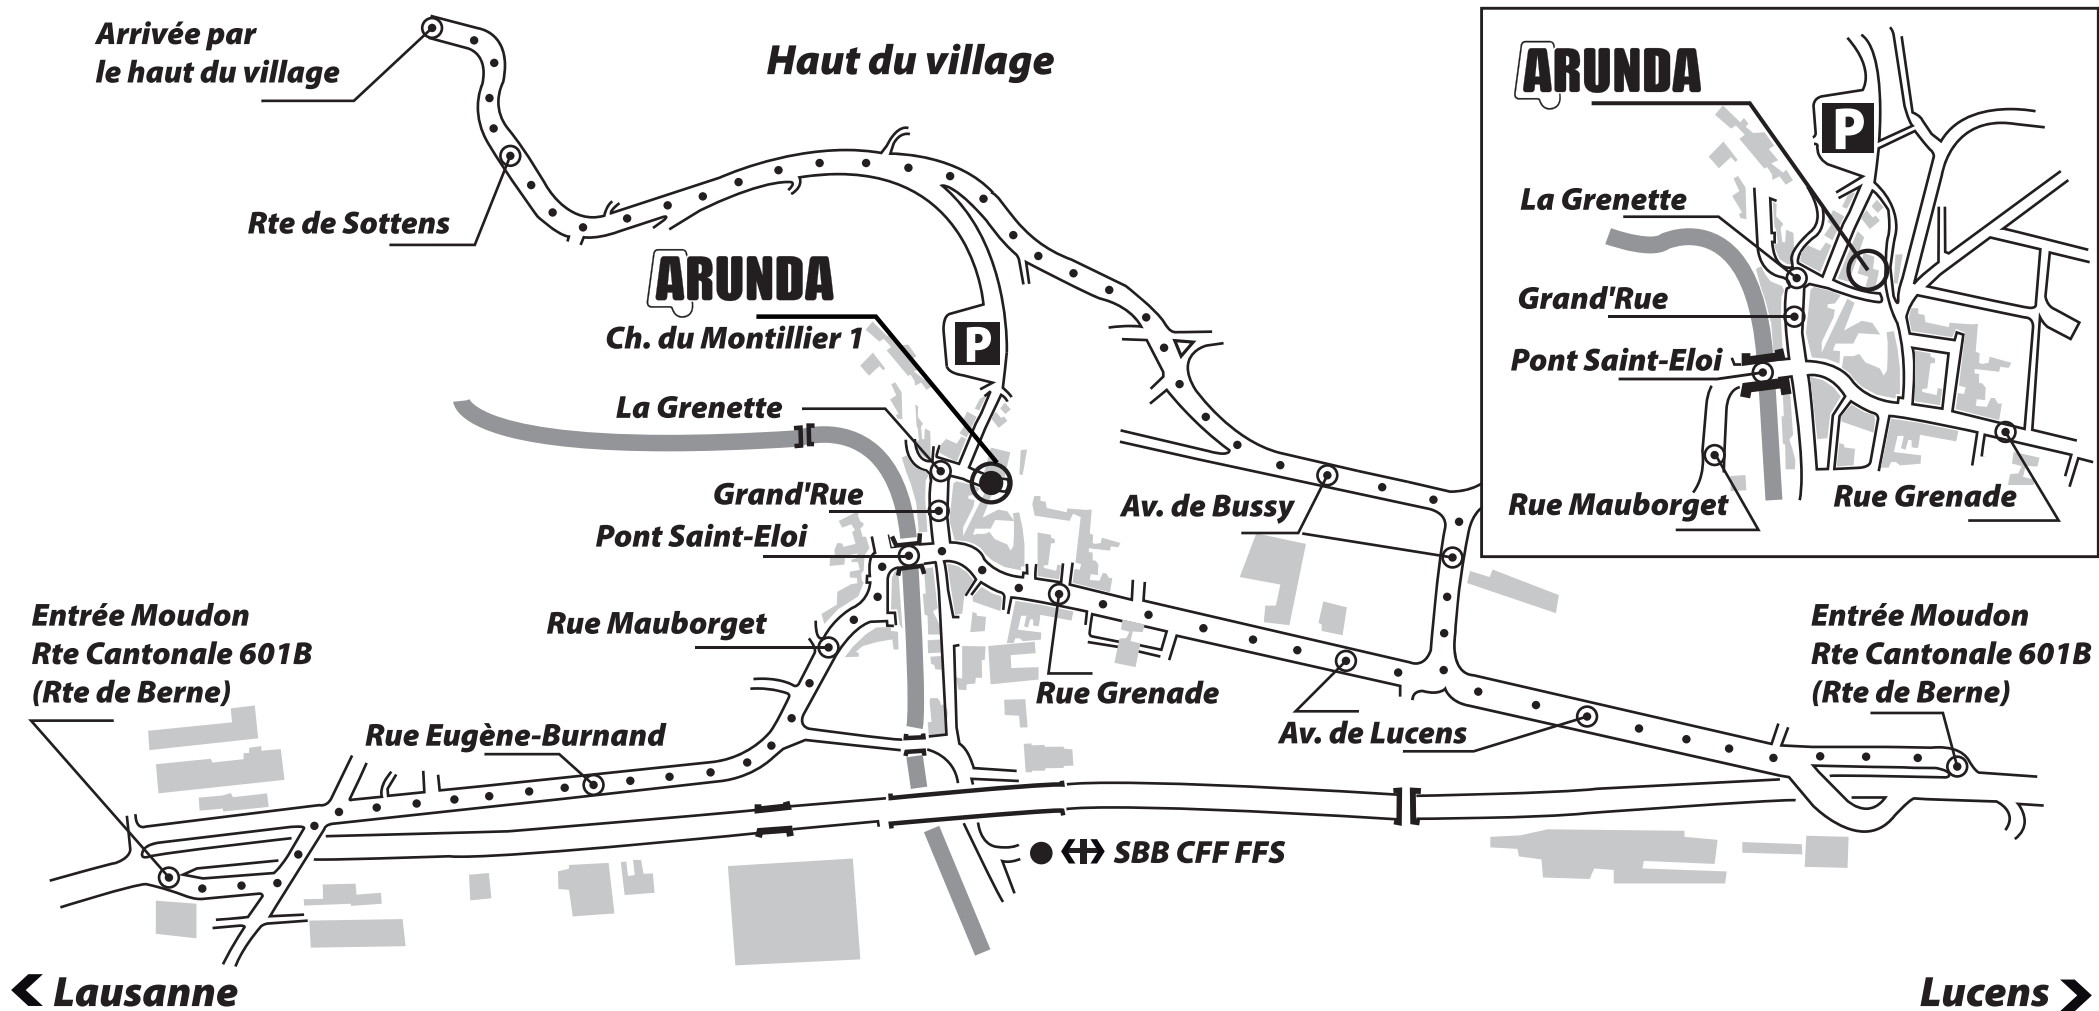 Arrivée par
le haut du village
Haut du village
Rte de Sottens
ARUNDA
Ch. du Montillier 1
P
La Grenette
Grand'Rue
Pont Saint-Eloi
Rue Mauborget
Av. de Bussy
Entrée Moudon
Rte Cantonale 601B
(Rte de Berne)
Rue Eugène-Burnand
Rue Grenade
Av. de Lucens
Entrée Moudon
Rte Cantonale 601B
(Rte de Berne)
SBB CFF FFS
Lausanne
Lucens
ARUNDA
P
La Grenette
Grand'Rue
Pont Saint-Eloi
Rue Mauborget
Rue Grenade